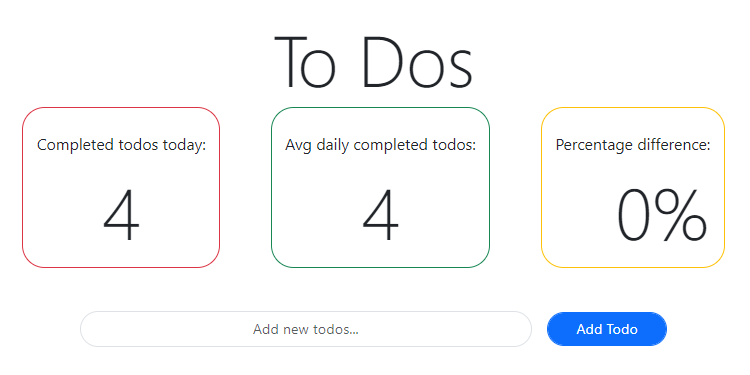 To Dos
Completed todos today:
4
Avg daily completed todos:
4
Percentage difference:
0%
Add new todos...
Add Todo